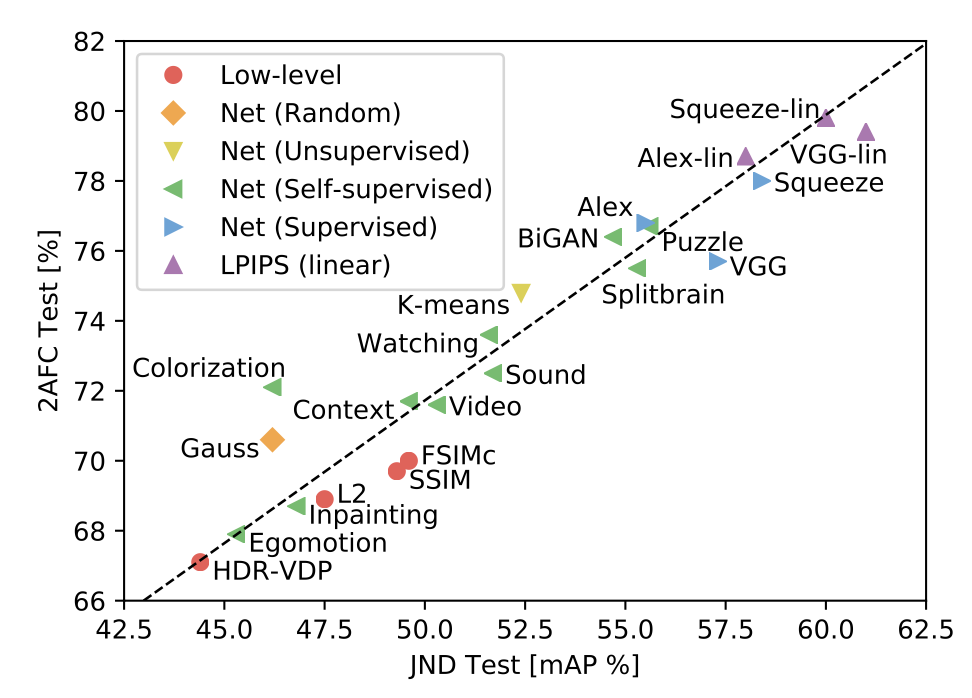 82
80
78
76
74
72
70
68
66
2AFC Test [%]
Low-level
Net (Random)
Net (Unsupervised)
Net (Self-supervised)
Net (Supervised)
LPIPS (linear)
Squeeze-lin
VGG-lin
Alex-lin
Squeeze
Alex
BiGAN
Puzzle
VGG
Splitbrain
K-means
Watching
Colorization
Sound
Context
Video
Gauss
FSIMc
SSIM
L2
Inpainting
Egomotion
HDR-VDP
42.5 45.0 47.5 50.0 52.5 55.0 57.5 60.0 62.5
JND Test [mAP %]